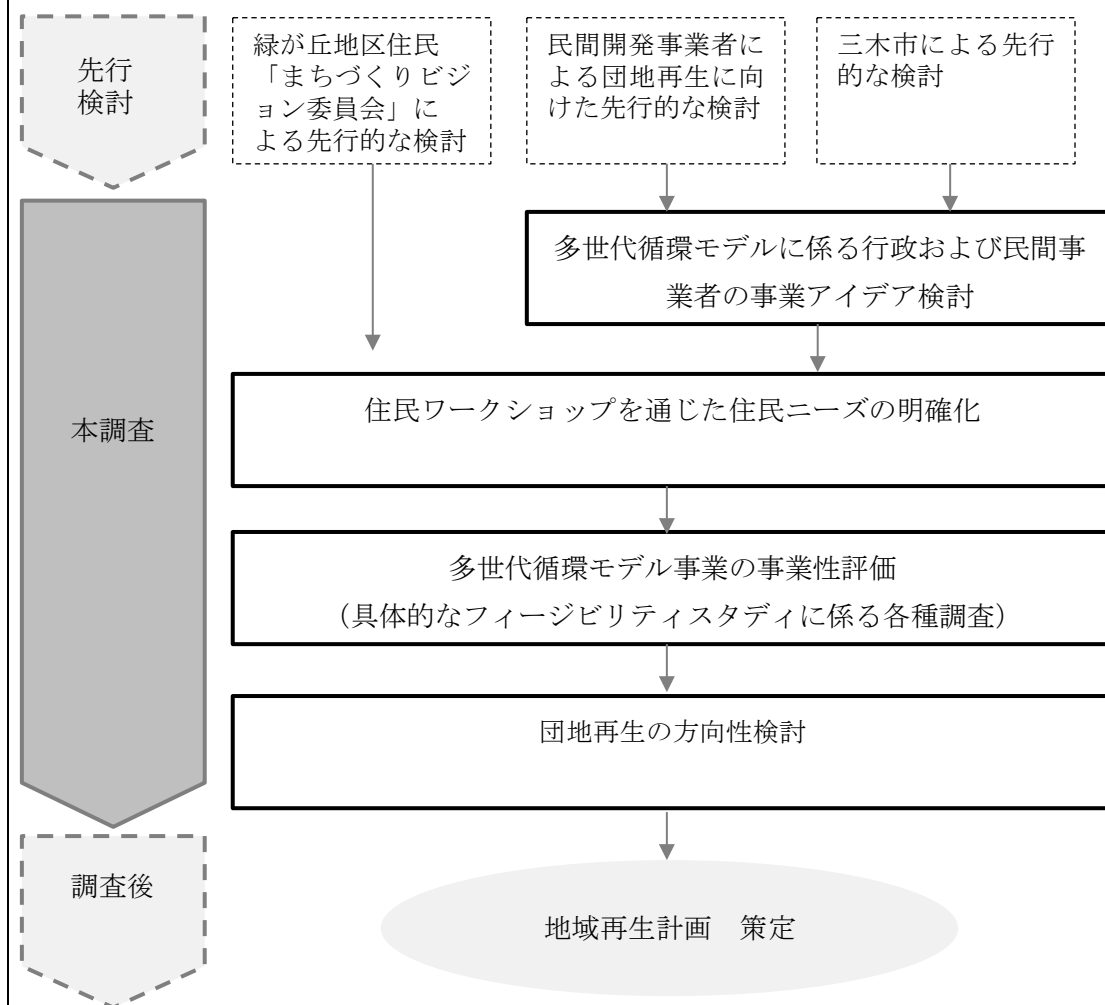 先行
検討
緑が丘地区住民
「まちづくりビジ
ョン委員会」に
よる先行的な検討
民間開発事業者に
よる団地再生に向
けた先行的な検討
三木市による先行
的な検討
多世代循環モデルに係る行政および民間事
業者の事業アイデア検討
本調査
住民ワークショップを通じた住民ニーズの明確化
多世代循環モデル事業の事業性評価
（具体的なフィージビリティスタディに係る各種調査）
団地再生の方向性検討
調査後
地域再生計画　策定